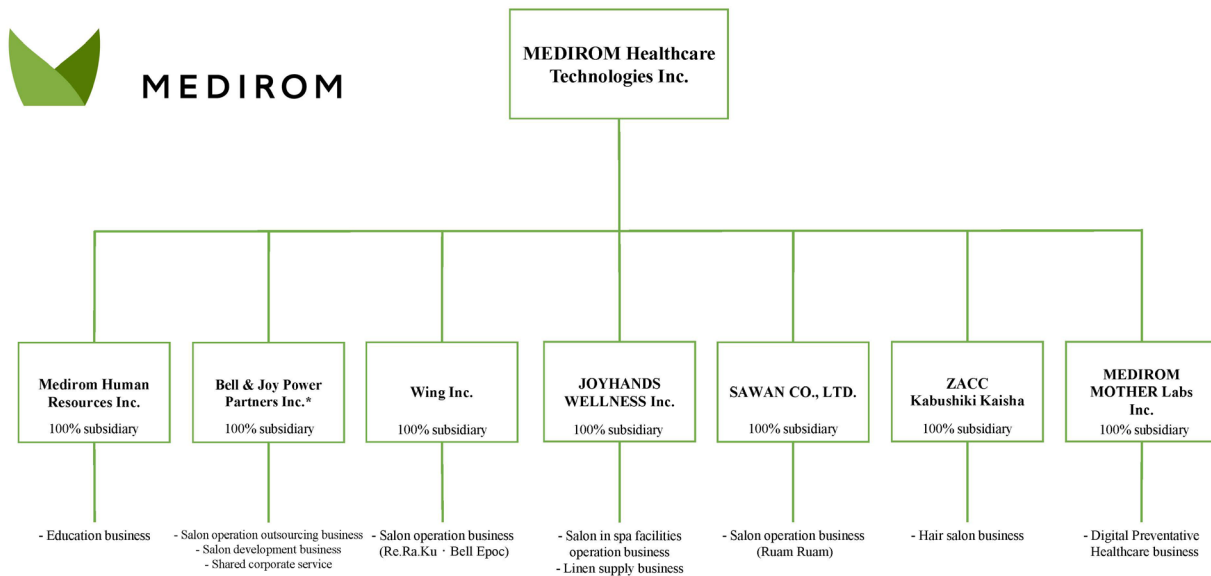 MEDIROM
MEDIROM Healthcare
Technologies Inc.
Medirom Human
Resources Inc.
100% subsidiary
Bell & Joy Power
Partners Inc.*
100% subsidiary
Wing Inc.
100% subsidiary
JOYHANDS
WELLNESS Inc.
100% subsidiary
SAWAN CO., LTD.
100% subsidiary
ZACC
Kabushiki Kaisha
100% subsidiary
MEDIROM
MOTHER Labs
Inc.
100% subsidiary
- Education business
- Salon operation outsourcing business
- Salon development business
- Shared corporate service
- Salon operation business
(Re.Ra.Ku・Bell Epoc)
- Salon in spa facilities
operation business
- Linen supply business
- Salon operation business
(Ruam Ruam)
- Hair salon business
- Digital Preventative
Healthcare business